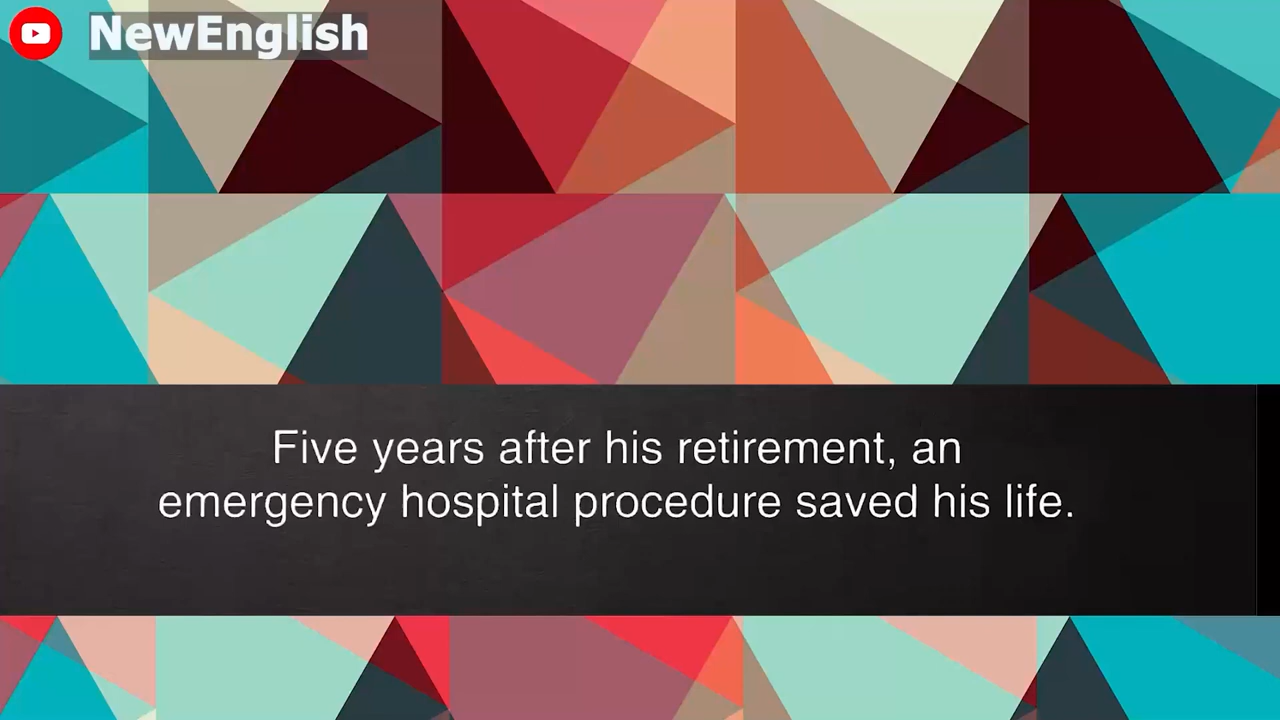 NewEnglish
Five years after his retirement, an
emergency hospital procedure saved his life.